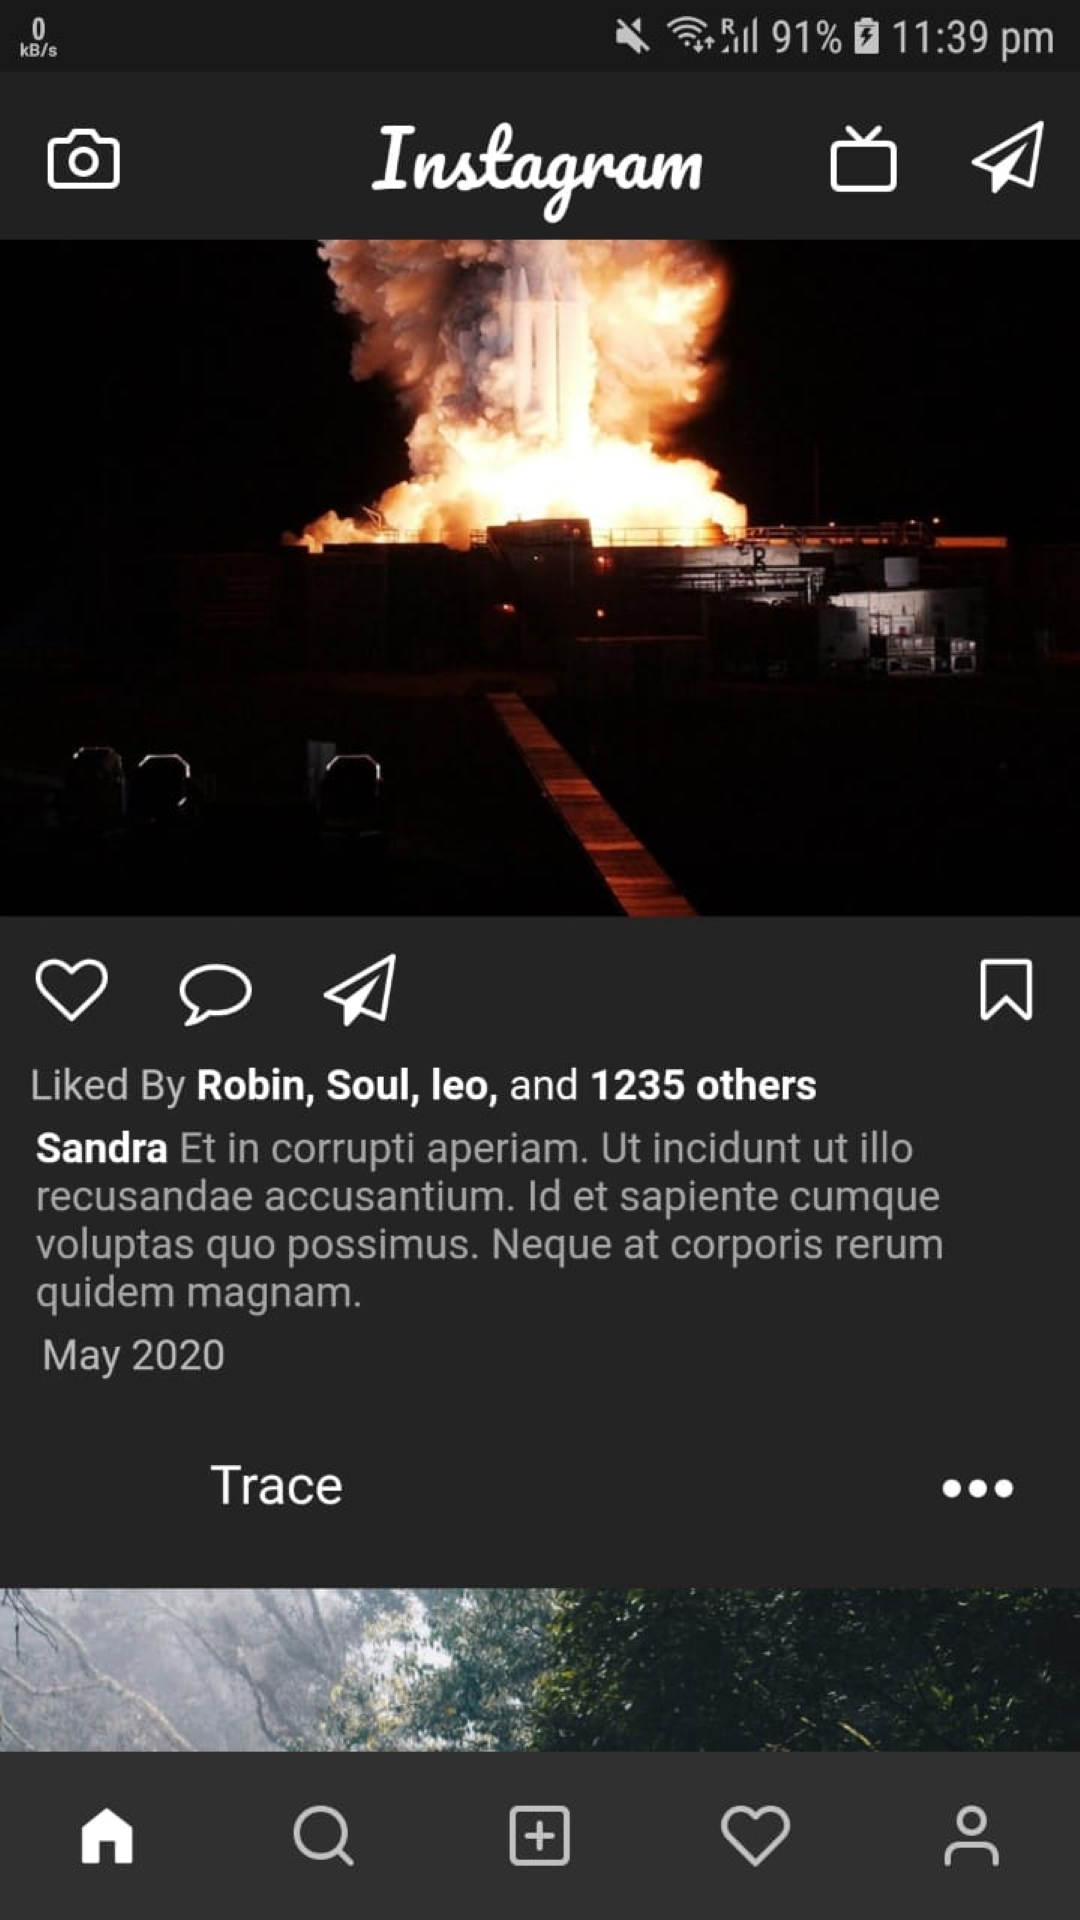 0
kB/s
R
91%
11:39 pm
Instagram
Liked By Robin, Soul, leo, and 1235 others
Sandra Et in corrupti aperiam. Ut incidunt ut illo
recusandae accusantium. Id et sapiente cumque
voluptas quo possimus. Neque at corporis rerum
quidem magnam.
May 2020
Trace